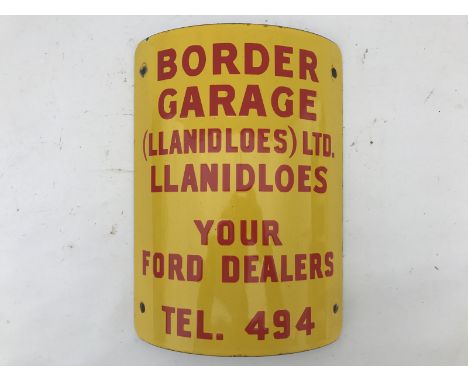 BORDER
GARAGE
(LLANIDLOES) LTD.
LLANIDLOES
YOUR
FORD DEALERS
TEL. 494